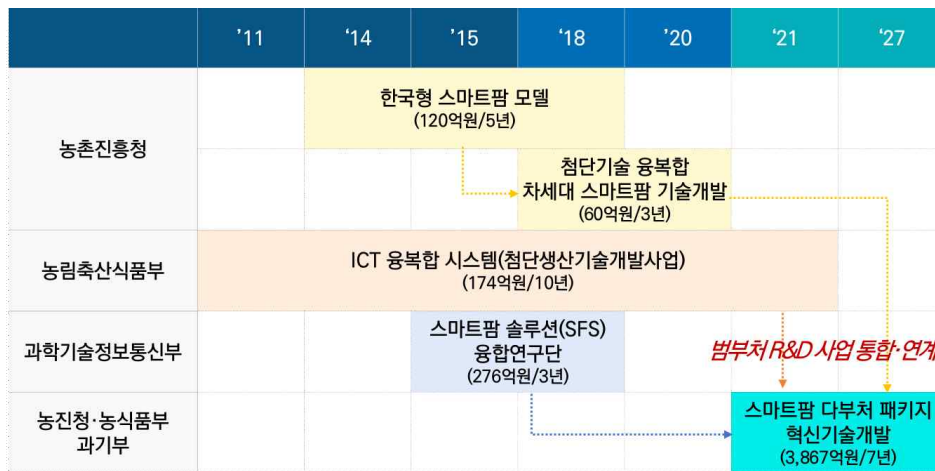 '11 '14 '15 '18 '20 '21 '27
농촌진흥청
한국형 스마트팜 모델
(120억원/5년)
첨단기술 융복합
차세대 스마트팜 기술개발
(60억원/3년)
농림축산식품부
ICT 융복합 시스템(첨단생산기술개발사업)
(174억원/10년)
과학기술정보통신부
스마트팜 솔루션(SFS)
융합연구단
(276억원/3년)
범부처 R&D 사업 통합·연계
농진청·농식품부
과기부
스마트팜 다부처 패키지
혁신기술개발
(3,867억원/7년)